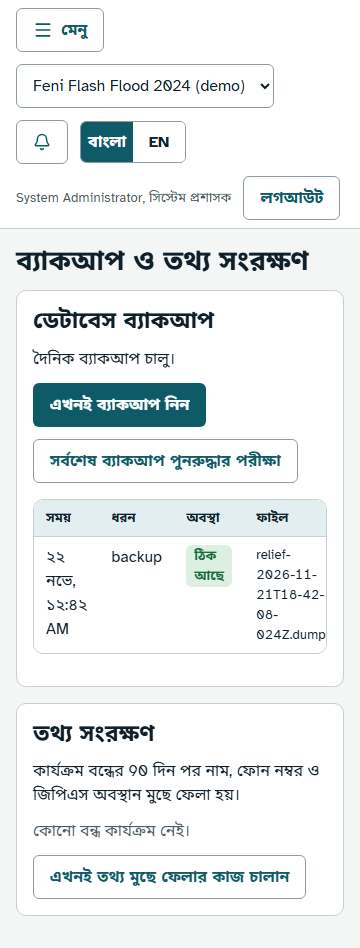 মেনু
Feni Flash Flood 2024 (demo)
বাংলা EN
System Administrator, সিস্টেম প্রশাসক লগআউট
ব্যাকআপ ও তথ্য সংরক্ষণ
ডেটাবেস ব্যাকআপ
দৈনিক ব্যাকআপ চালু।
এখনই ব্যাকআপ নিন
সর্বশেষ ব্যাকআপ পুনরুদ্ধার পরীক্ষা
সময় ধরন অবস্থা ফাইল
২২ নভে, ১২:৪২ AM backup ঠিক আছে relief-2026-11-21T18-42-08-024Z.dump
তথ্য সংরক্ষণ
কার্যক্রম বন্ধের ৯0 দিন পর নাম, ফোন নম্বর ও
জিপিএস অবস্থান মুছে ফেলা হয়।
কোনো বন্ধ কার্যক্রম নেই।
এখনই তথ্য মুছে ফেলার কাজ চালান